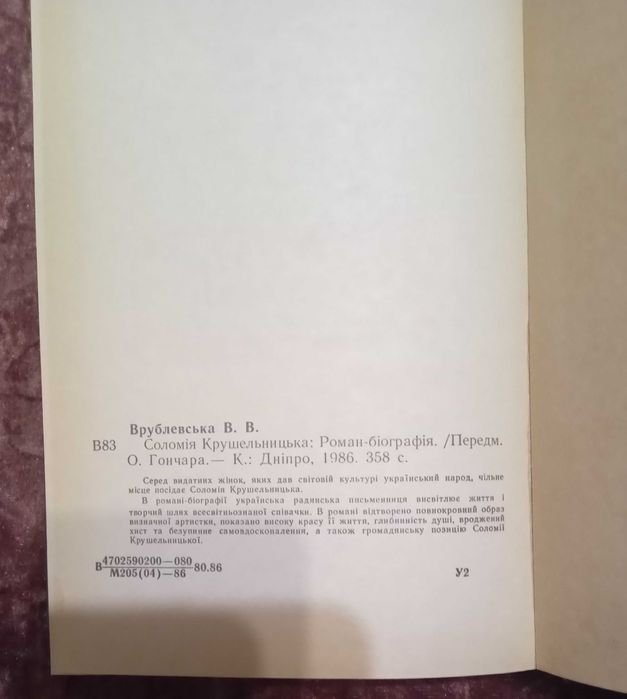 Врублевська В. В.
В83 Соломія Крушельницька: Роман-біографія. /Передм.
О. Гончара.— К.: Дніпро, 1986. 358 с.
Серед видатних жінок, яких дав світовій культурі український народ, чільне
місце посідає Соломія Крушельницька.
В романі-біографії українська радянська письменниця висвітлює життя і
творчий шлях всесвітньовідомої співачки. В романі відтворено повнокровний образ
визначної артистки, показано високу красу її життя, глибинність душі, вроджений
хист та безупинне самовдосконалення, а також громадянську позицію Соломії
Крушельницької.
В 4702590200—080 80.86
М205(04)—86
У2